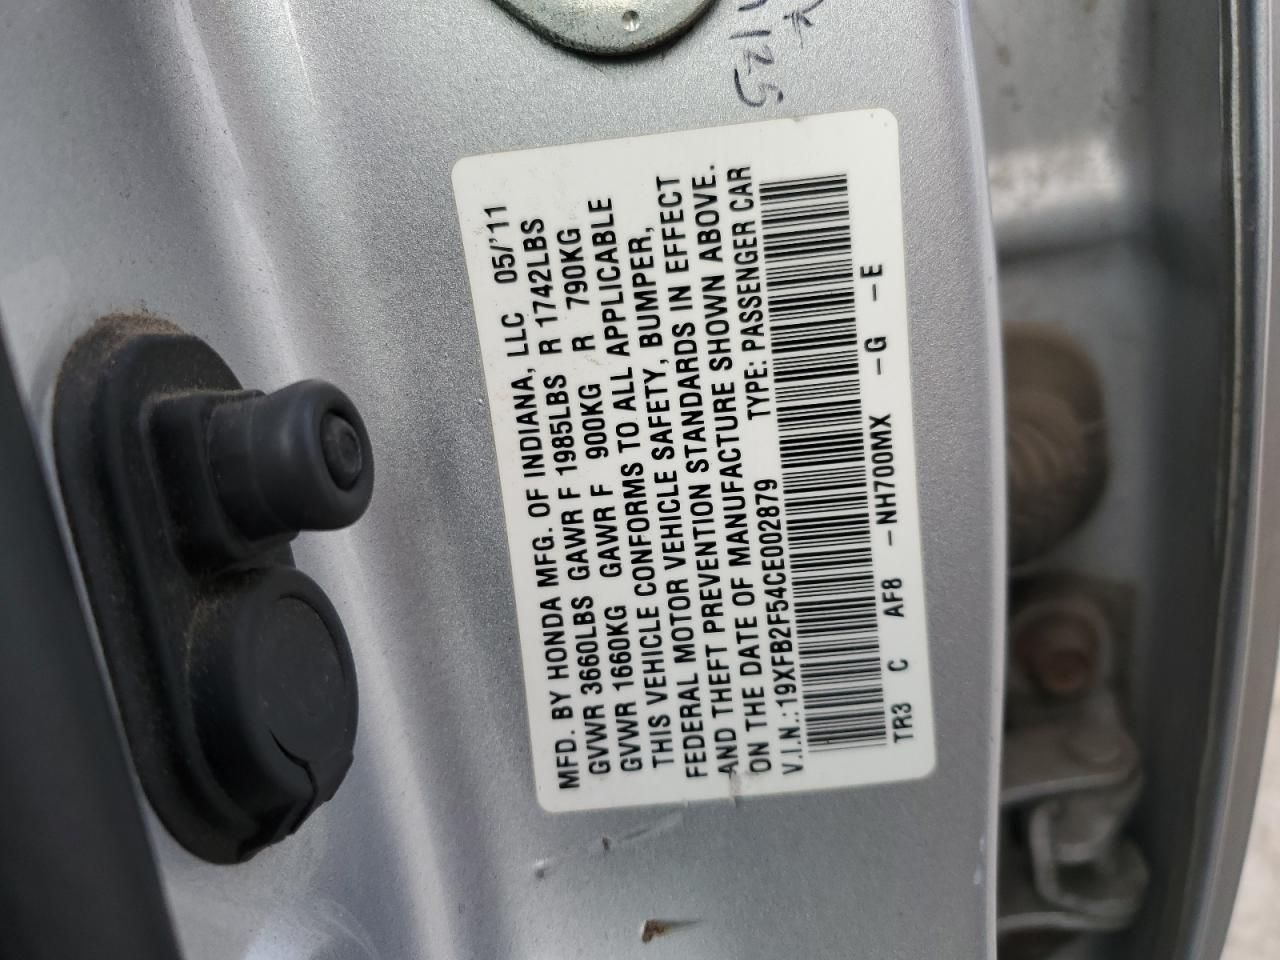 MFD. BY HONDA MFG. OF INDIANA, LLC 05/'11
GVWR 3660LBS GAWR F 1985LBS R 1742LBS
GVWR 1660KG GAWR F 900KG R 790KG
THIS VEHICLE CONFORMS TO ALL APPLICABLE
FEDERAL MOTOR VEHICLE SAFETY, BUMPER,
AND THEFT PREVENTION STANDARDS IN EFFECT
ON THE DATE OF MANUFACTURE SHOWN ABOVE.
V.I.N.:19XFB2F54CE002879 TYPE: PASSENGER CAR
TR3 C AF8 -NH700MX -G -E